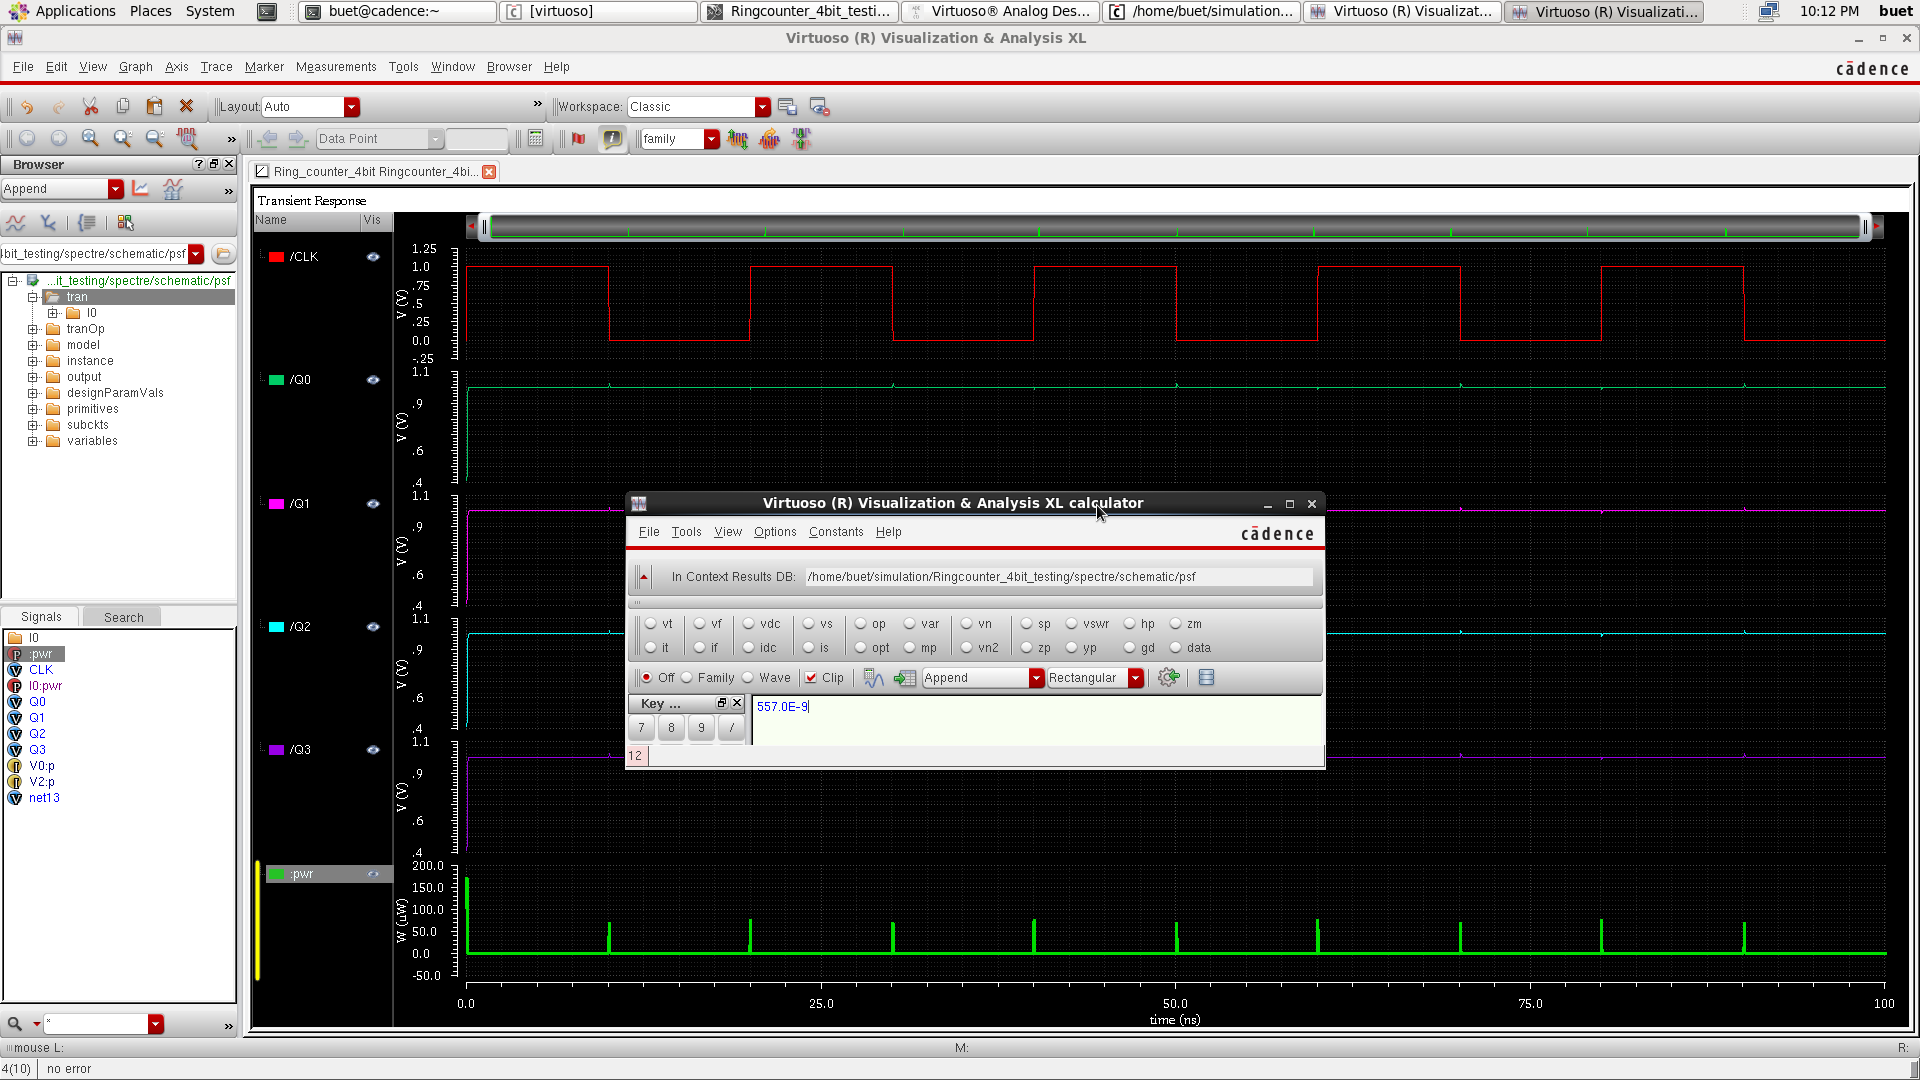 Applications Places System buet@cadence:~ [virtuoso] Ringcounter_4bit_testi... Virtuoso® Analog Des... /home/buet/simulation... Virtuoso (R) Visualizat... Virtuoso (R) Visualizati... 10:12 PM buet
Virtuoso (R) Visualization & Analysis XL
File Edit View Graph Axis Trace Marker Measurements Tools Window Browser Help cādence
Layout: Auto » Workspace: Classic
» Data Point family
Browser
Append »
lbit_testing/spectre/schematic/psf
...it_testing/spectre/schematic/psf
tran
I0
tranOp
model
instance
output
designParamVals
primitives
subckts
variables
Signals Search
I0
:pwr
CLK
I0:pwr
Q0
Q1
Q2
Q3
V0:p
V2:p
net13
* »
Ring_counter_4bit Ringcounter_4bi...
Transient Response
Name Vis
/CLK
V (V)
1.25
1.0
.75
.5
.25
0.0
-.25
/Q0
V (V)
1.1
.9
.6
.4
/Q1
V (V)
1.1
.9
.6
.4
/Q2
V (V)
1.1
.9
.6
.4
/Q3
V (V)
1.1
.9
.6
.4
:pwr
W (uW)
200.0
150.0
100.0
50.0
0.0
-50.0
0.0 25.0 50.0 75.0 100
time (ns)
Virtuoso (R) Visualization & Analysis XL calculator
File Tools View Options Constants Help cādence
In Context Results DB: /home/buet/simulation/Ringcounter_4bit_testing/spectre/schematic/psf
vt vf vdc vs op var vn sp vswr hp zm
it if idc is opt mp vn2 zp yp gd data
Off Family Wave Clip Append Rectangular
Key ...
7 8 9 /
557.0E-9
12
mouse L: M: R:
4(10) no error